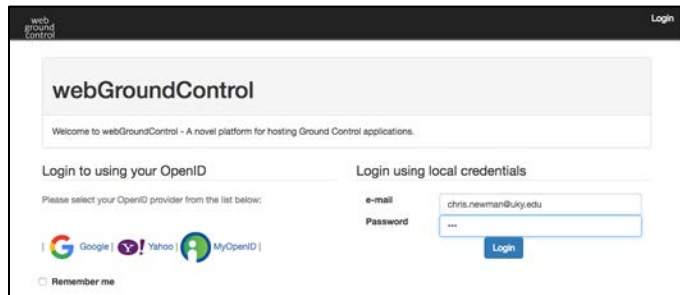 web
ground
control
Login
webGroundControl
Welcome to webGroundControl - A novel platform for hosting Ground Control applications.
Login to using your OpenID
Please select your OpenID provider from the list below:
| Google | Yahoo | MyOpenID |
Remember me
Login using local credentials
e-mail chris.newman@uky.edu
Password •••
Login